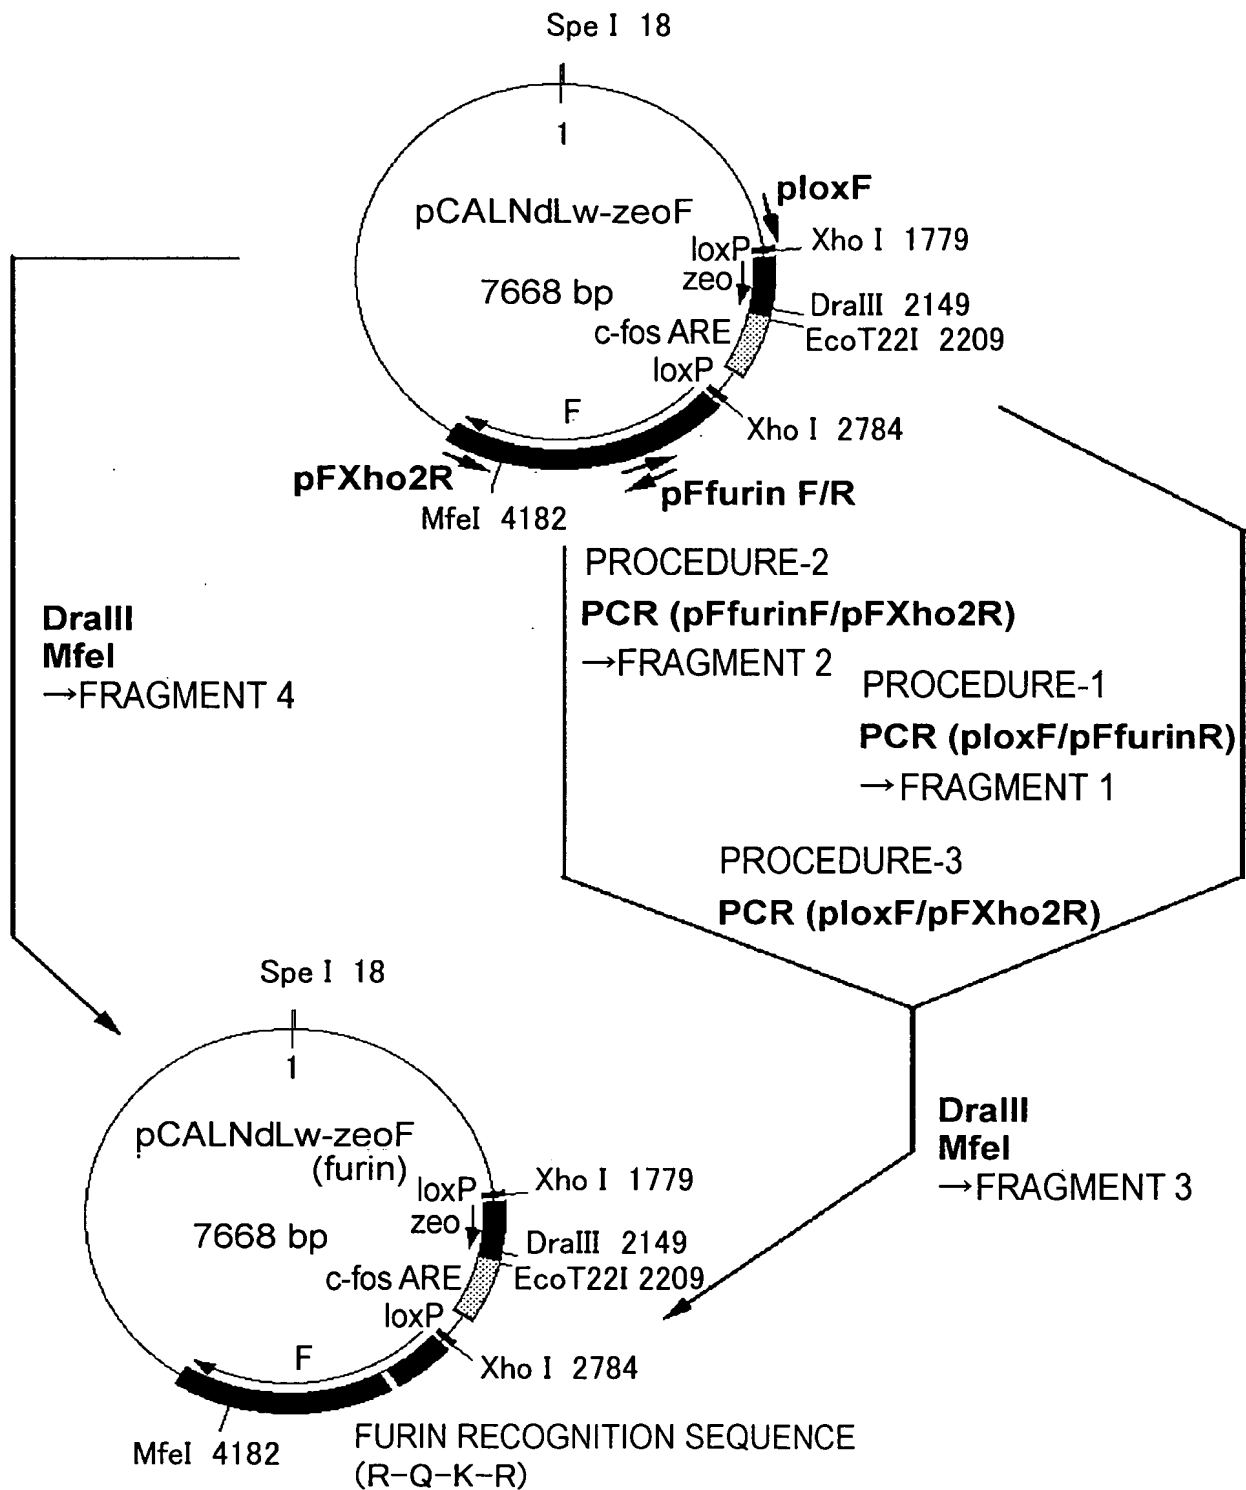 Spe I 18
1
pCALNdLw-zeoF
7668 bp
ploxF
loxP
Xho I 1779
zeo
DraIII 2149
c-fos ARE
EcoT22I 2209
loxP
F
Xho I 2784
pFXho2R
pFfurin F/R
MfeI 4182
PROCEDURE-2
PCR (pFfurinF/pFXho2R)
→FRAGMENT 2
DraIII
MfeI
→FRAGMENT 4
PROCEDURE-1
PCR (ploxF/pFfurinR)
→FRAGMENT 1
PROCEDURE-3
PCR (ploxF/pFXho2R)
Spe I 18
1
pCALNdLw-zeoF
(furin)
7668 bp
loxP
Xho I 1779
zeo
DraIII 2149
c-fos ARE
EcoT22I 2209
loxP
F
Xho I 2784
MfeI 4182
DraIII
MfeI
→FRAGMENT 3
FURIN RECOGNITION SEQUENCE
(R-Q-K-R)